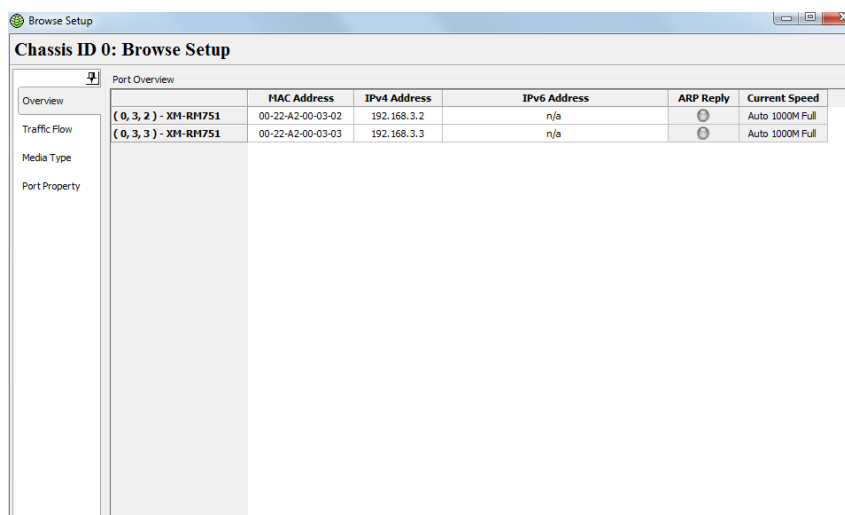 Browse Setup
Chassis ID 0: Browse Setup
Port Overview
Overview
Traffic Flow
Media Type
Port Property
MAC Address IPv4 Address IPv6 Address ARP Reply Current Speed
( 0, 3, 2 ) - XM-RM751 00-22-A2-00-03-02 192.168.3.2 n/a Auto 1000M Full
( 0, 3, 3 ) - XM-RM751 00-22-A2-00-03-03 192.168.3.3 n/a Auto 1000M Full